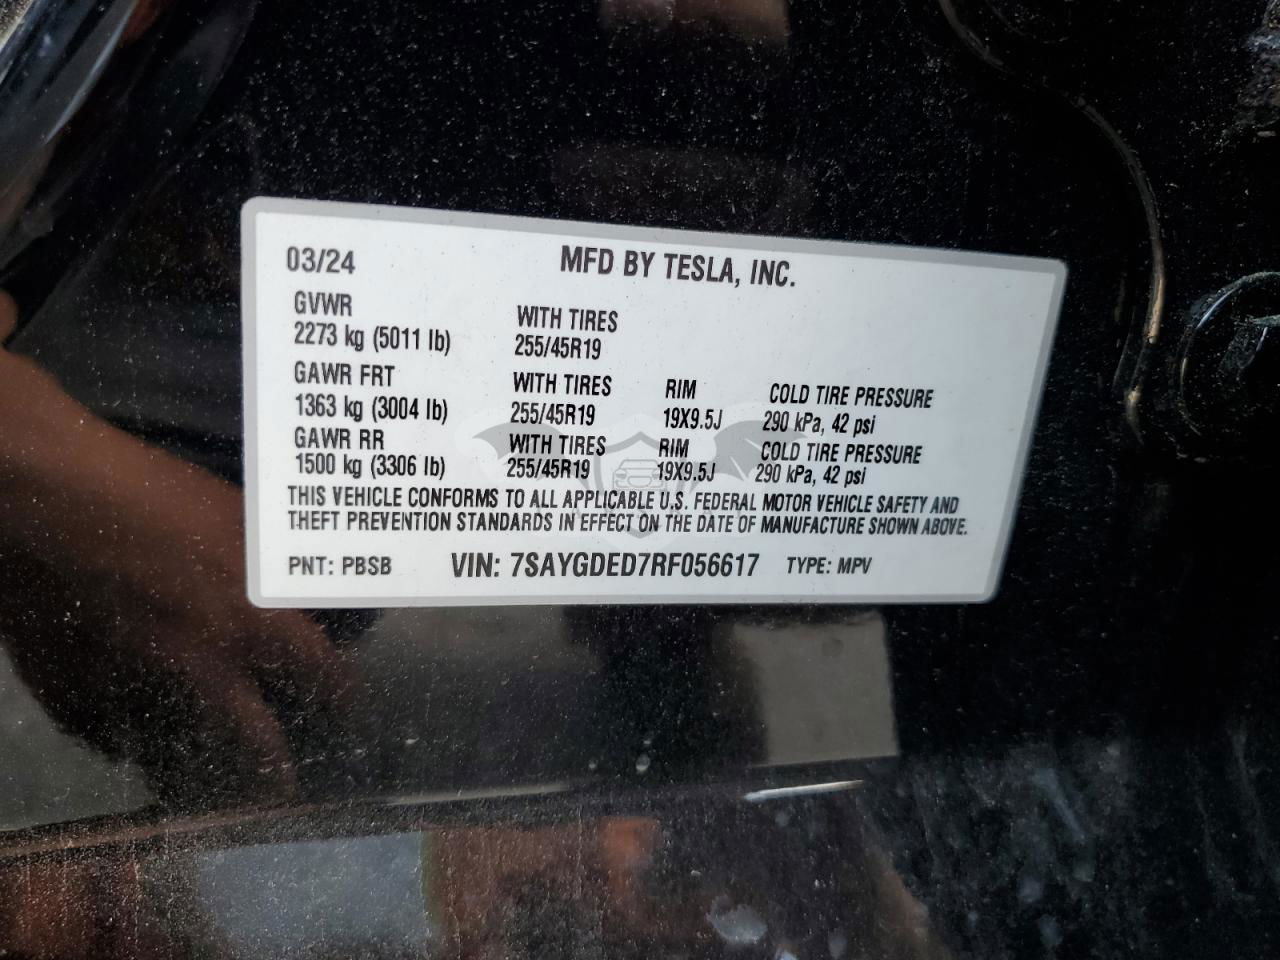 03/24 MFD BY TESLA, INC.
GVWR WITH TIRES
2273 kg (5011 lb) 255/45R19
GAWR FRT WITH TIRES RIM COLD TIRE PRESSURE
1363 kg (3004 lb) 255/45R19 19X9.5J 290 kPa, 42 psi
GAWR RR WITH TIRES RIM COLD TIRE PRESSURE
1500 kg (3306 lb) 255/45R19 19X9.5J 290 kPa, 42 psi
THIS VEHICLE CONFORMS TO ALL APPLICABLE U.S. FEDERAL MOTOR VEHICLE SAFETY AND
THEFT PREVENTION STANDARDS IN EFFECT ON THE DATE OF MANUFACTURE SHOWN ABOVE.
PNT: PBSB VIN: 7SAYGDED7RF056617 TYPE: MPV